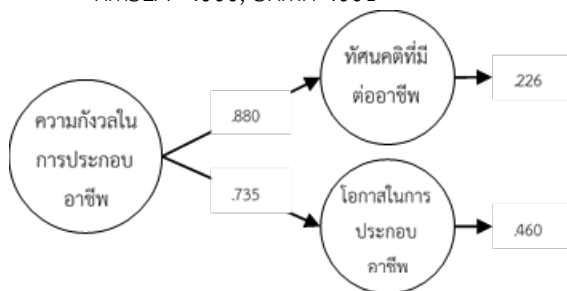 ทัศนคติที่มี
ต่ออาชีพ
.226
.880
ความกังวลใน
การประกอบ
อาชีพ
.735
โอกาสในการ
ประกอบ
อาชีพ
.460